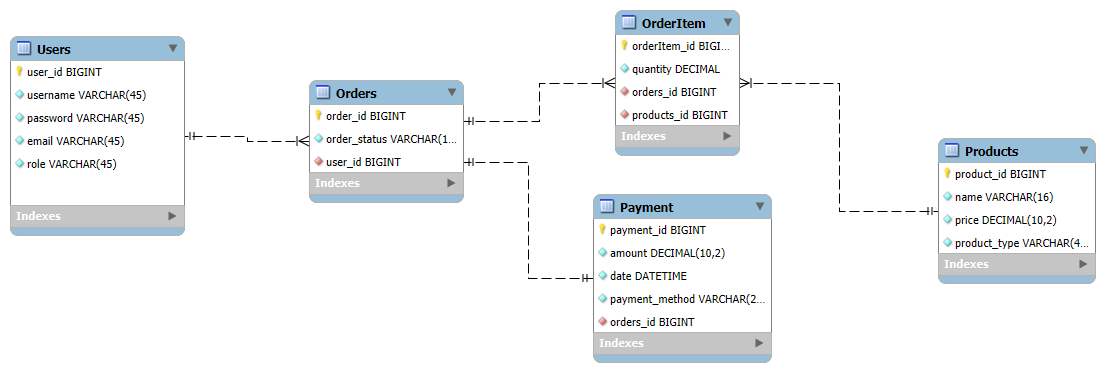 Users
user_id BIGINT
username VARCHAR(45)
password VARCHAR(45)
email VARCHAR(45)
role VARCHAR(45)
Indexes
Orders
order_id BIGINT
order_status VARCHAR(1...
user_id BIGINT
Indexes
OrderItem
orderItem_id BIGI...
quantity DECIMAL
orders_id BIGINT
products_id BIGINT
Indexes
Payment
payment_id BIGINT
amount DECIMAL(10,2)
date DATETIME
payment_method VARCHAR(2...
orders_id BIGINT
Indexes
Products
product_id BIGINT
name VARCHAR(16)
price DECIMAL(10,2)
product_type VARCHAR(4...
Indexes